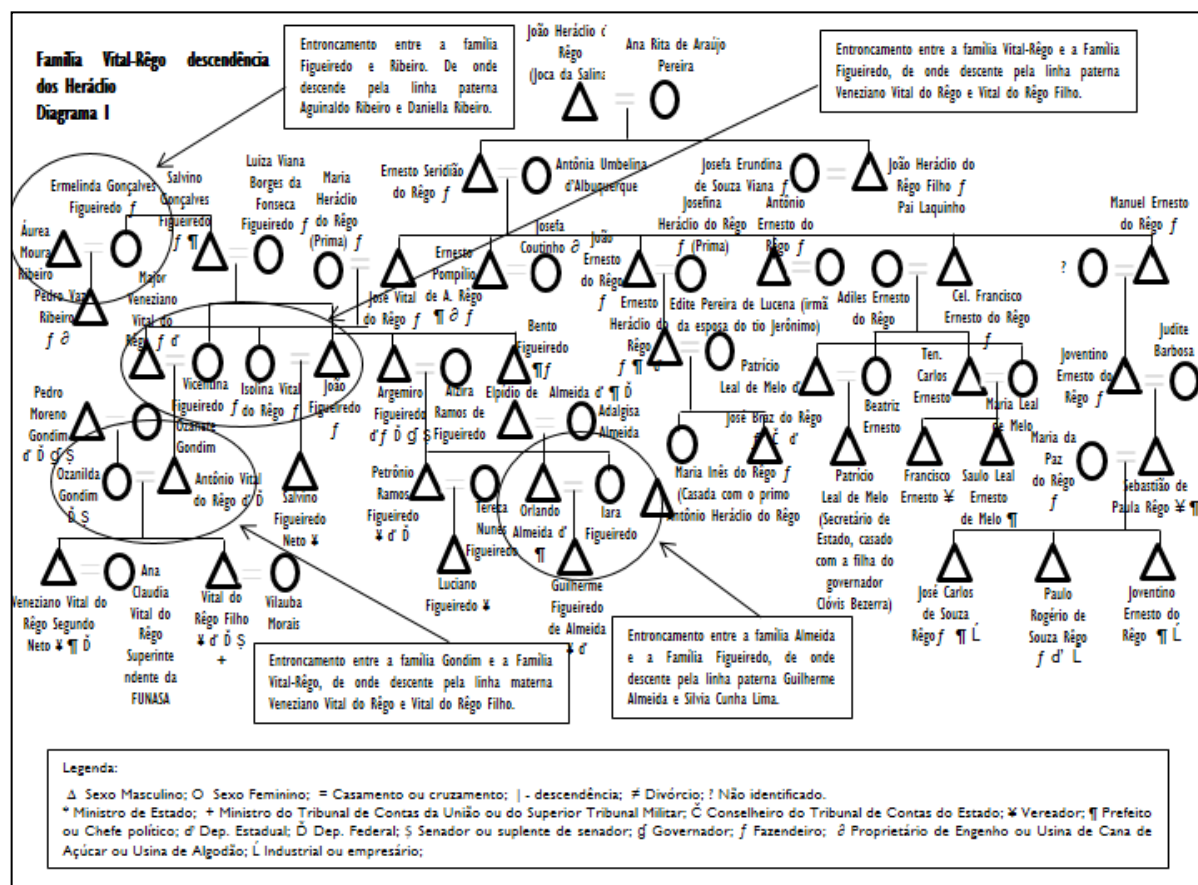 Família Vital-Rêgo descendência
dos Heráclio
Diagrama I
Entroncamento entre a família
Figueiredo e Ribeiro. De onde
descende pela linha paterna
Aguinaldo Ribeiro e Daniella Ribeiro.
João Heráclio d
Rêgo
(Joca da Salina
Ana Rita de Araújo
Pereira
Entroncamento entre a família Vital-Rêgo e a Família
Figueiredo, de onde descente pela linha paterna
Veneziano Vital do Rêgo e Vital do Rêgo Filho.
=
Ermelinda Gonçalves
Figueiredo ƒ
Salvino
Gonçalves
Figueiredo
ƒ ¶
Luiza Viana
Borges da
Fonseca
Figueiredo ƒ
Maria
Heráclio
do Rêgo ƒ
(Prima)
Ernesto Seridião
do Rêgo ƒ
Antônia Umbelina
d'Albuquerque
Josefa Erundina
de Souza Viana ƒ
João Heráclio do
Rêgo Filho ƒ
Pai Laquinho
Áurea
Moura
Ribeiro
Pedro Vaz
Ribeiro
ƒ ∂
Major
Veneziano
Vital do
Rêgo ƒ ď
José Vital
do Rêgo ƒ
Ernesto
Pompílio
de A. Rêgo
¶ ∂ ƒ
Josefa
Coutinho ∂
João
Ernesto
do Rêgo
ƒ
Josefina
Heráclio do Rêgo
ƒ (Prima)
Antônio
Ernesto do
Rêgo ƒ
Edite Pereira de Lucena (irmã
da esposa do tio Jerônimo)
Adiles Ernesto
do Rêgo
Cel. Francisco
Ernesto do Rêgo
ƒ
Manuel Ernesto
do Rêgo ƒ
?
Judite
Barbosa
Pedro
Moreno
Gondim
ď Ď ɠ Ş
Vicentina
Figueiredo ƒ
Ozanare
Gondim
Isolina Vital
do Rêgo ƒ
João
Figueiredo
ƒ
Argemiro
Figueiredo
ď ƒ Ď ɠ Ş
Alzira
Ramos de
Figueiredo
Bento
Figueiredo
¶ ƒ
Elpídio de
Almeida ď ¶ Ď
Adalgisa
Almeida
Ernesto
Heráclio do
Rêgo
ƒ ¶ ď
Patrício
Leal de Melo ď
José Braz do Rêgo
Beatriz
Ernesto
Ten.
Carlos
Ernesto
Maria Leal
de Melo
Joventino
Ernesto do
Rêgo ƒ
Ozanilda
Gondim
Ď Ş
Antônio Vital
do Rêgo ď Ď
Salvino
Figueiredo
Neto ¥
Petrônio
Ramos
Figueiredo
¥ ď Ď
Tereza
Nunes
Figueiredo
Orlando
Almeida ď
¶
Iara
Figueiredo
Maria Inês do Rêgo ƒ
(Casada com o primo
Antônio Heráclio do Rêgo
Patrício
Leal de Melo
(Secretário de
Estado, casado
com a filha do
governador
Clóvis Bezerra)
Francisco
Ernesto ¥
Saulo Leal
Ernesto
de Melo ¶
Maria da
Paz
do Rêgo
ƒ
Sebastião de
Paula Rêgo ¥ ¶
Veneziano Vital do
Rêgo Segundo
Neto ¥ ¶ Ď
Ana
Claudia
Vital do
Rêgo
Superinte
ndente da
FUNASA
Vital do
Rêgo Filho
¥ ď Ď Ş
+
Vilauba
Morais
Luciano
Figueiredo ¥
Guilherme
Figueiredo
de Almeida
¥ ď
José Carlos
de Souza
Rêgo ƒ ¶ Ĺ
Paulo
Rogério de
Souza Rêgo
ƒ ď Ĺ
Joventino
Ernesto do
Rêgo ¶ Ĺ
Entroncamento entre a família Gondim e a Família
Vital-Rêgo, de onde descente pela linha materna
Veneziano Vital do Rêgo e Vital do Rêgo Filho.
Entroncamento entre a família Almeida
e a Família Figueiredo, de onde
descente pela linha paterna Guilherme
Almeida e Silvia Cunha Lima.
Legenda:
Δ Sexo Masculino; O Sexo Feminino; = Casamento ou cruzamento; | - descendência; ≠ Divórcio; ? Não identificado.
* Ministro de Estado; + Ministro do Tribunal de Contas da União ou do Superior Tribunal Militar; Č Conselheiro do Tribunal de Contas do Estado; ¥ Vereador; ¶ Prefeito
ou Chefe político; ď Dep. Estadual; Ď Dep. Federal; Ş Senador ou suplente de senador; ɠ Governador; ƒ Fazendeiro; ∂ Proprietário de Engenho ou Usina de Cana de
Açúcar ou Usina de Algodão; Ĺ Industrial ou empresário;